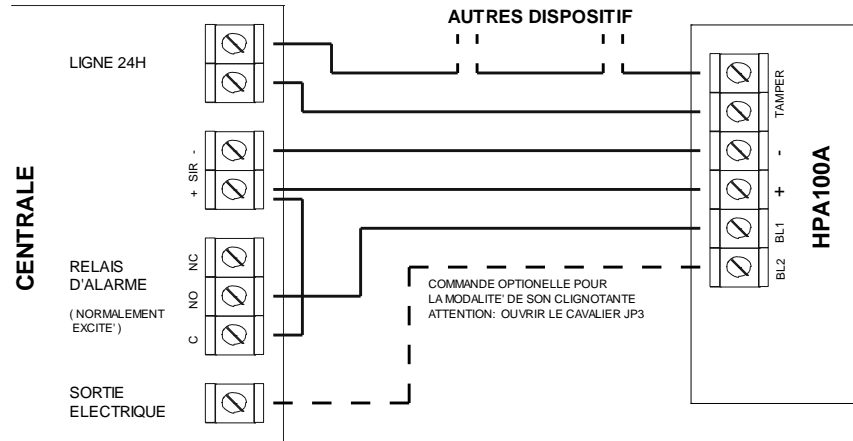 AUTRES DISPOSITIF
LIGNE 24H
CENTRALE
+ SIR -
RELAIS
D'ALARME
( NORMALEMENT
EXCITE' )
NC
NO
C
SORTIE
ELECTRIQUE
COMMANDE OPTIONELLE POUR
LA MODALITE' DE SON CLIGNOTANTE
ATTENTION: OUVRIR LE CAVALIER JP3
TAMPER
-
+
BL1
BL2
HPA100A